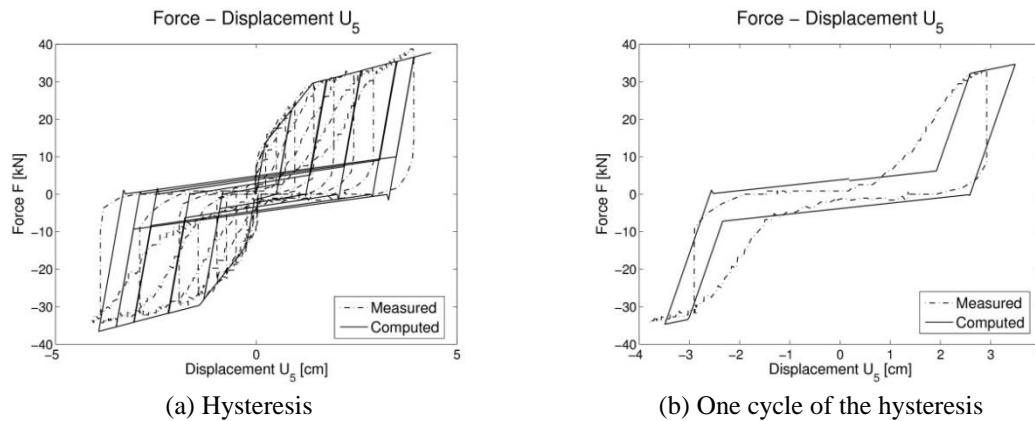 Force – Displacement U5
40
30
20
10
0
−10
−20
−30
−40
−5
0
5
Force F [kN]
Displacement U5 [cm]
Measured
Computed
(a) Hysteresis
Force – Displacement U5
40
30
20
10
0
−10
−20
−30
−40
−4
−3
−2
−1
0
1
2
3
Force F [kN]
Displacement U5 [cm]
Measured
Computed
(b) One cycle of the hysteresis